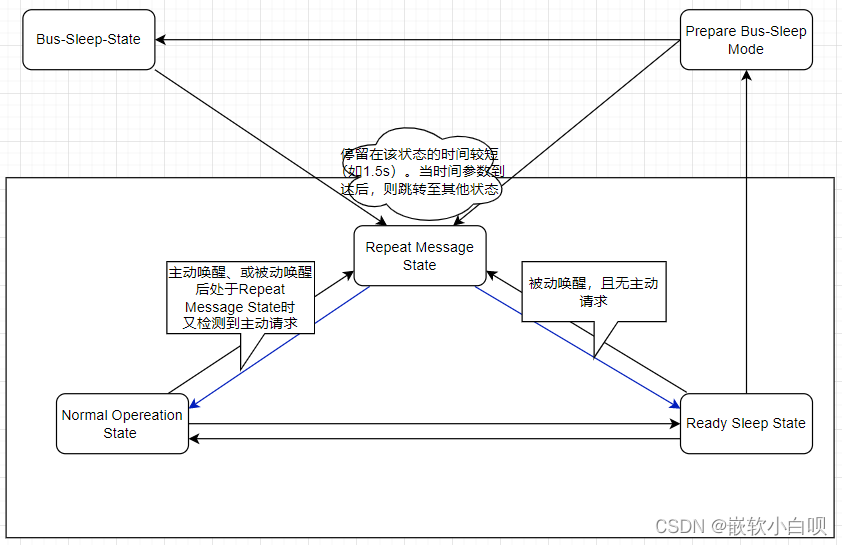 Bus-Sleep-State
Prepare Bus-Sleep
Mode
停留在该状态的时间较短
（如1.5s）。当时间参数到
达后，则跳转至其他状态
Repeat Message
State
主动唤醒、或被动唤醒
后处于Repeat
Message State时
又检测到主动请求
被动唤醒，且无主动
请求
Normal Opereation
State
Ready Sleep State
CSDN @嵌软小白呗